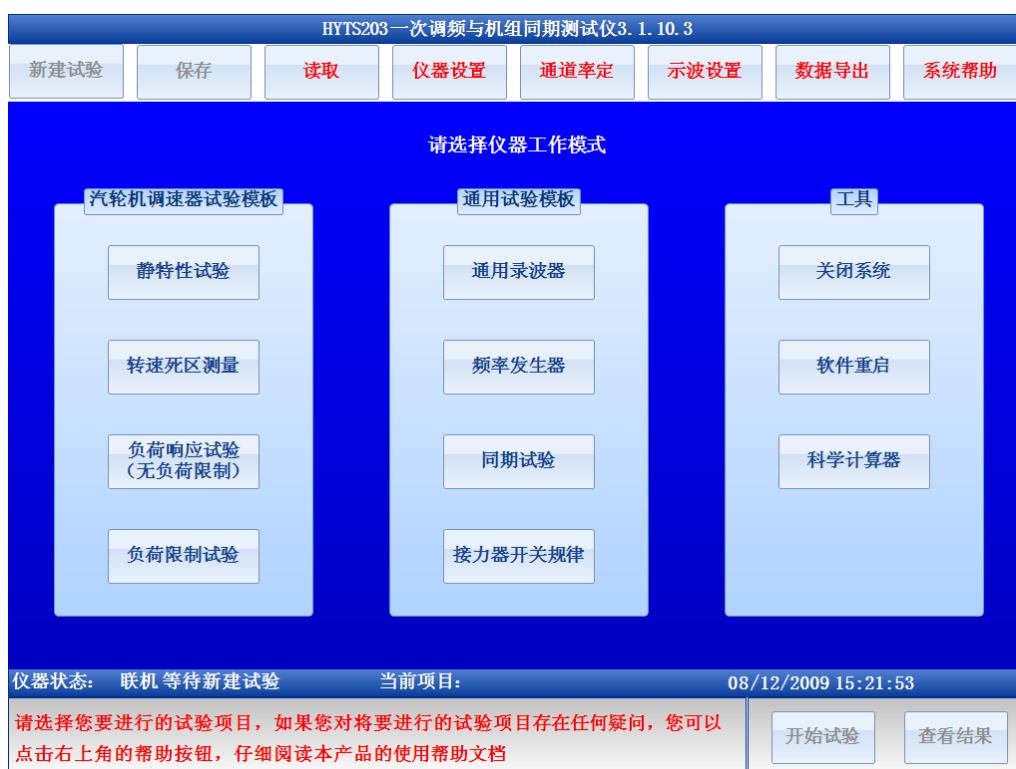 HYTS203一次调频与机组同期测试仪3.1.10.3
新建试验 保存 读取 仪器设置 通道率定 示波设置 数据导出 系统帮助
请选择仪器工作模式
汽轮机调速器试验模板
静特性试验
转速死区测量
负荷响应试验
（无负荷限制）
负荷限制试验
通用试验模板
通用录波器
频率发生器
同期试验
接力器开关规律
工具
关闭系统
软件重启
科学计算器
仪器状态: 联机 等待新建试验 当前项目: 08/12/2009 15:21:53
请选择您要进行的试验项目，如果您对将要进行的试验项目存在任何疑问，您可以
点击右上角的帮助按钮，仔细阅读本产品的使用帮助文档
开始试验 查看结果